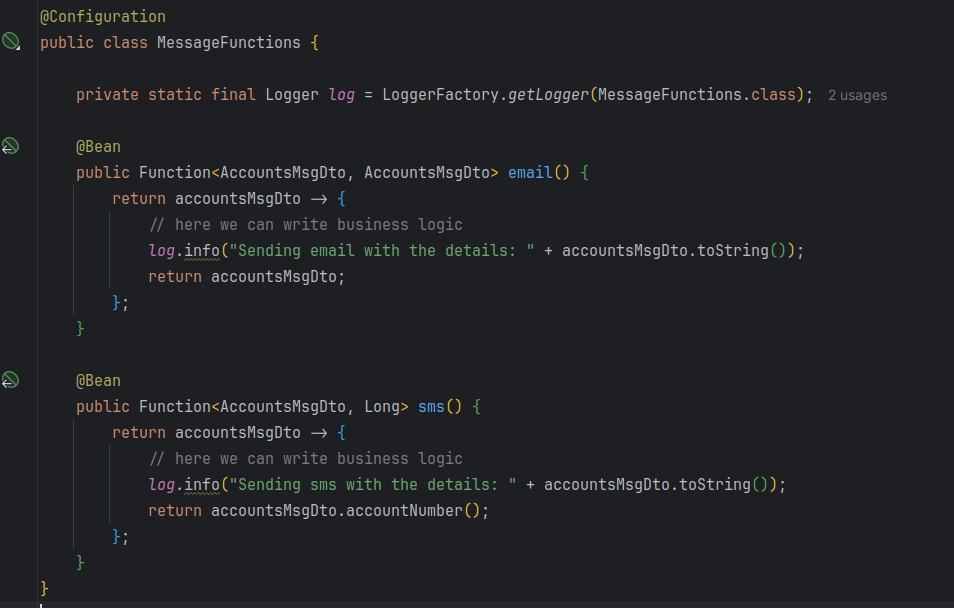 @Configuration
public class MessageFunctions {
private static final Logger log = LoggerFactory.getLogger(MessageFunctions.class); 2 usages
@Bean
public Function<AccountsMsgDto, AccountsMsgDto> email() {
return accountsMsgDto -> {
// here we can write business logic
log.info("Sending email with the details: " + accountsMsgDto.toString());
return accountsMsgDto;
};
}
@Bean
public Function<AccountsMsgDto, Long> sms() {
return accountsMsgDto -> {
// here we can write business logic
log.info("Sending sms with the details: " + accountsMsgDto.toString());
return accountsMsgDto.accountNumber();
};
}
}